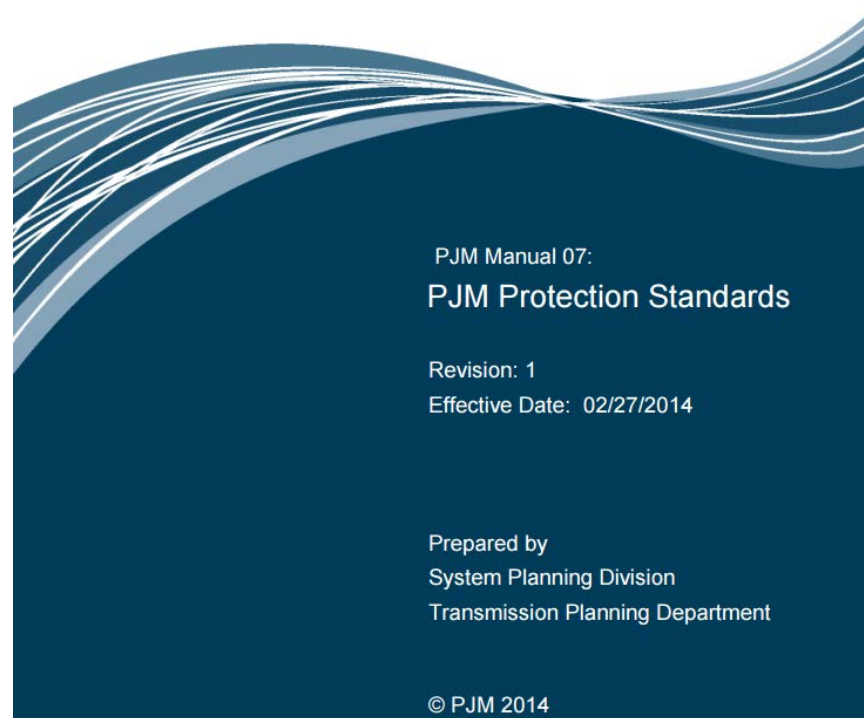 PJM Manual 07:
PJM Protection Standards
Revision: 1
Effective Date: 02/27/2014
Prepared by
System Planning Division
Transmission Planning Department
© PJM 2014